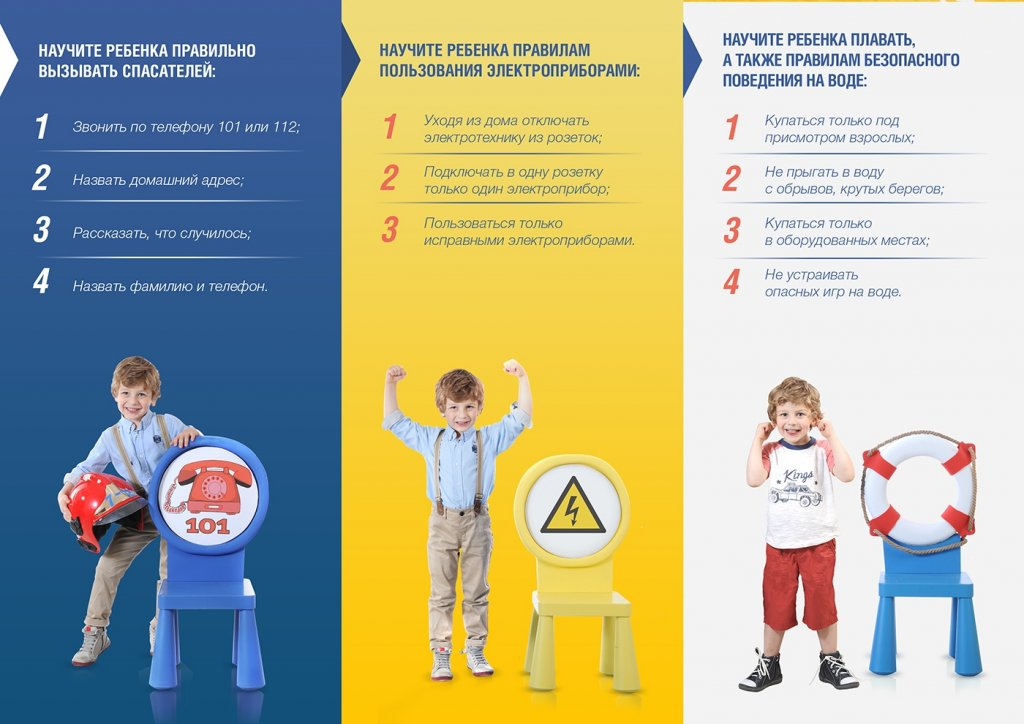 НАУЧИТЕ РЕБЕНКА ПРАВИЛЬНО
ВЫЗЫВАТЬ СПАСАТЕЛЕЙ:
1 Звонить по телефону 101 или 112;
2 Назвать домашний адрес;
3 Рассказать, что случилось;
4 Назвать фамилию и телефон.
101
НАУЧИТЕ РЕБЕНКА ПРАВИЛАМ
ПОЛЬЗОВАНИЯ ЭЛЕКТРОПРИБОРАМИ:
1 Уходя из дома отключать
электротехнику из розеток;
2 Подключать в одну розетку
только один электроприбор;
3 Пользоваться только
исправными электроприборами.
НАУЧИТЕ РЕБЕНКА ПЛАВАТЬ,
А ТАКЖЕ ПРАВИЛАМ БЕЗОПАСНОГО
ПОВЕДЕНИЯ НА ВОДЕ:
1 Купаться только под
присмотром взрослых;
2 Не прыгать в воду
с обрывов, крутых берегов;
3 Купаться только
в оборудованных местах;
4 Не устраивать
опасных игр на воде.
Kings